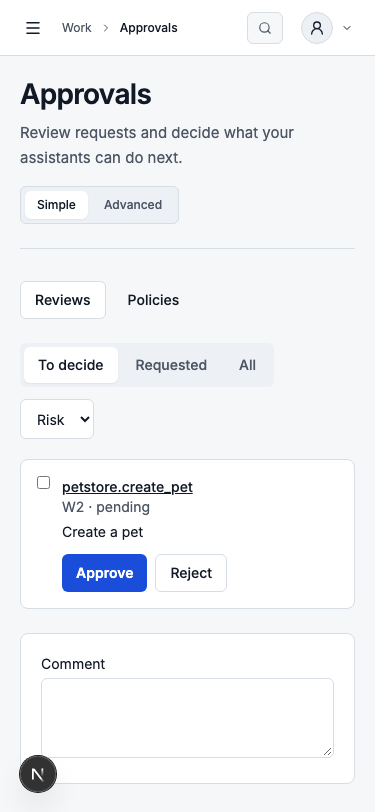 Work
Approvals
Approvals
Review requests and decide what your
assistants can do next.
Simple Advanced
Reviews Policies
To decide Requested All
Risk
petstore.create_pet
W2 · pending
Create a pet
Approve Reject
Comment
N